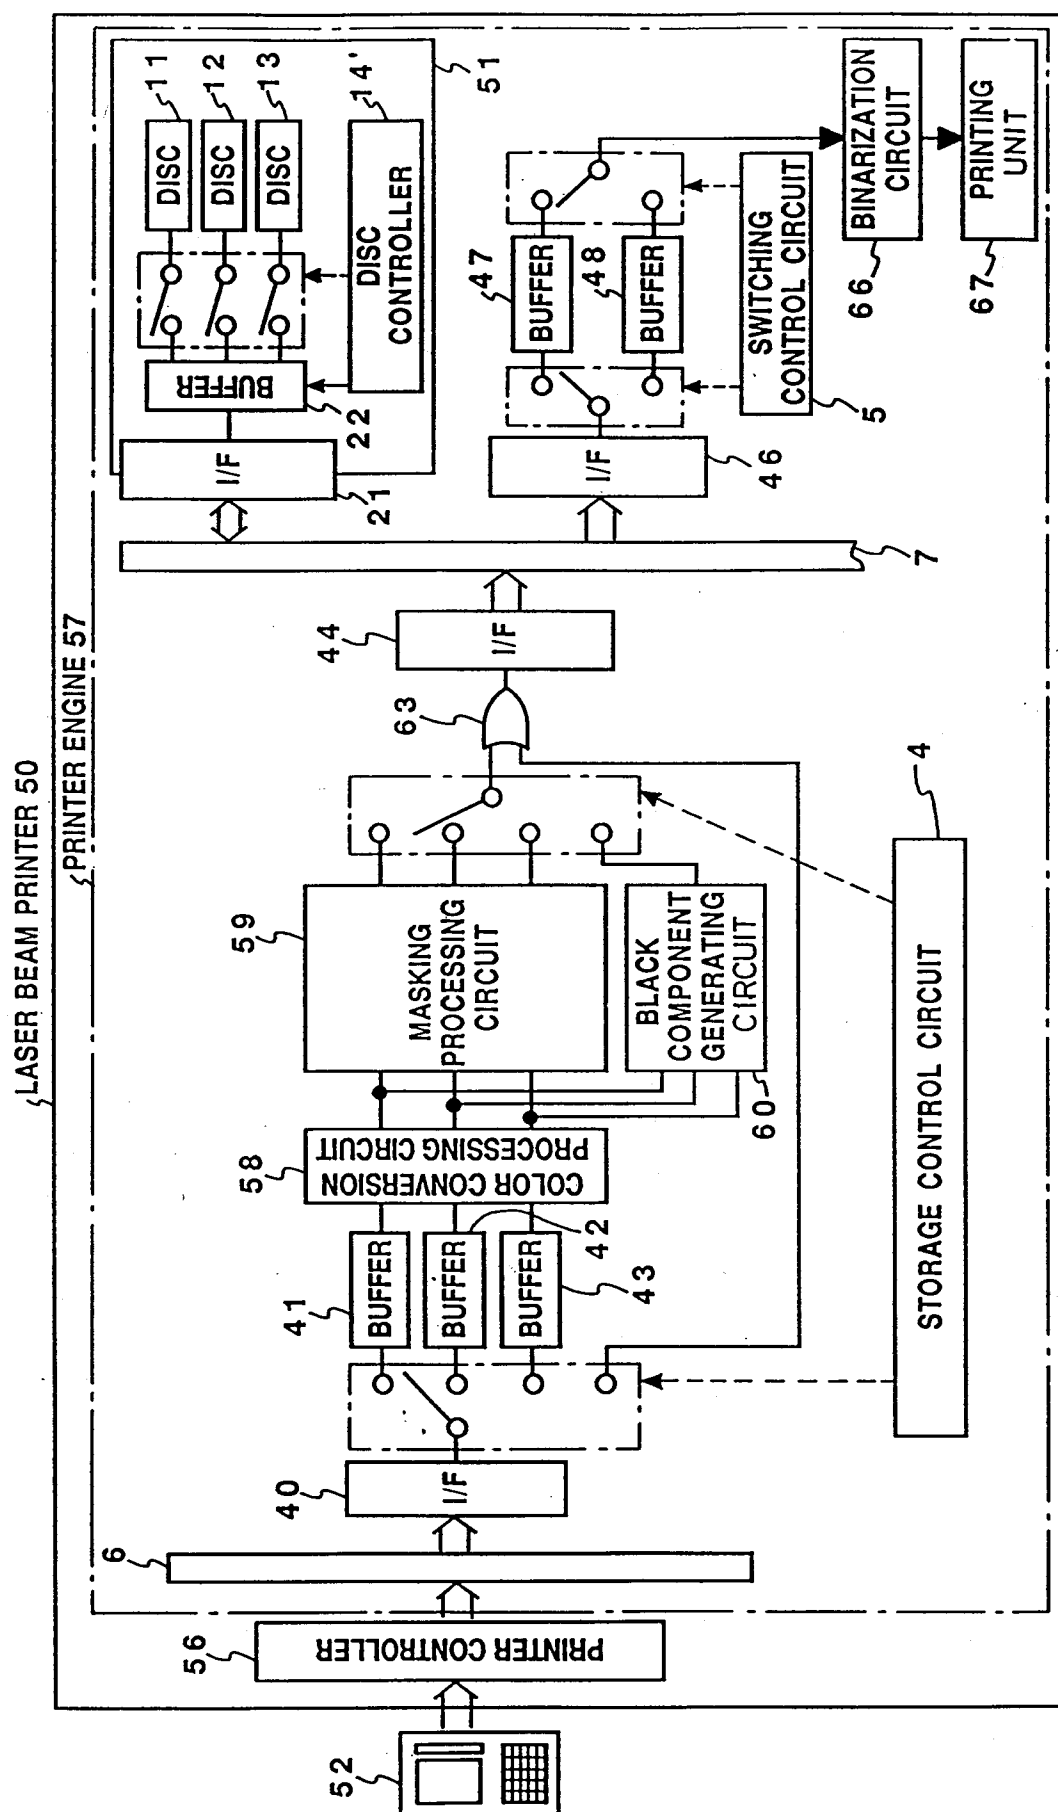 LASER BEAM PRINTER 50
PRINTER ENGINE 57
52
56
PRINTER CONTROLLER
6
40
I/F
41
BUFFER
BUFFER
42
BUFFER
43
58
COLOR CONVERSION
PROCESSING CIRCUIT
59
MASKING
PROCESSING
CIRCUIT
60
BLACK
COMPONENT
GENERATING
CIRCUIT
63
44
I/F
4
STORAGE CONTROL CIRCUIT
7
21
I/F
22
BUFFER
DISC
11
DISC
12
DISC
13
DISC
CONTROLLER
14'
51
46
I/F
47
BUFFER
48
BUFFER
5
SWITCHING
CONTROL CIRCUIT
66
BINARIZATION
CIRCUIT
67
PRINTING
UNIT